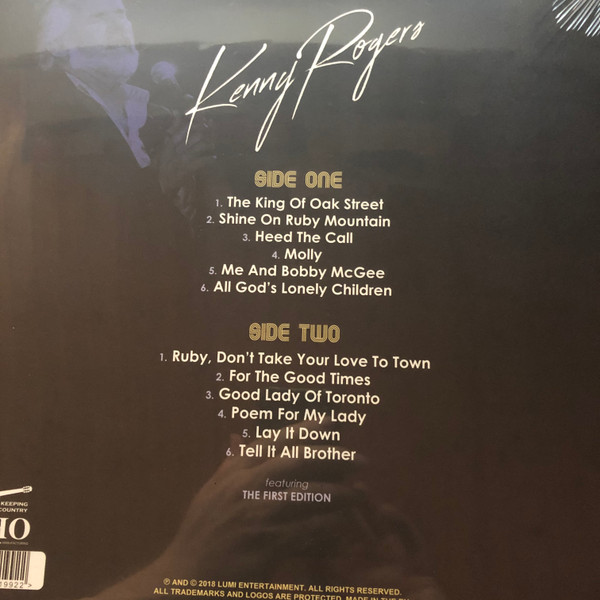 Kenny Rogers
SIDE ONE
1. The King Of Oak Street
2. Shine On Ruby Mountain
3. Heed The Call
4. Molly
5. Me And Bobby McGee
6. All God's Lonely Children
SIDE TWO
1. Ruby, Don't Take Your Love To Town
2. For The Good Times
3. Good Lady Of Toronto
4. Poem For My Lady
5. Lay It Down
6. Tell It All Brother
featuring
THE FIRST EDITION
KEEPING
COUNTRY
19922 >
℗ AND © 2018 LUMI ENTERTAINMENT. ALL RIGHTS RESERVED.
ALL TRADEMARKS AND LOGOS ARE PROTECTED. MADE IN THE